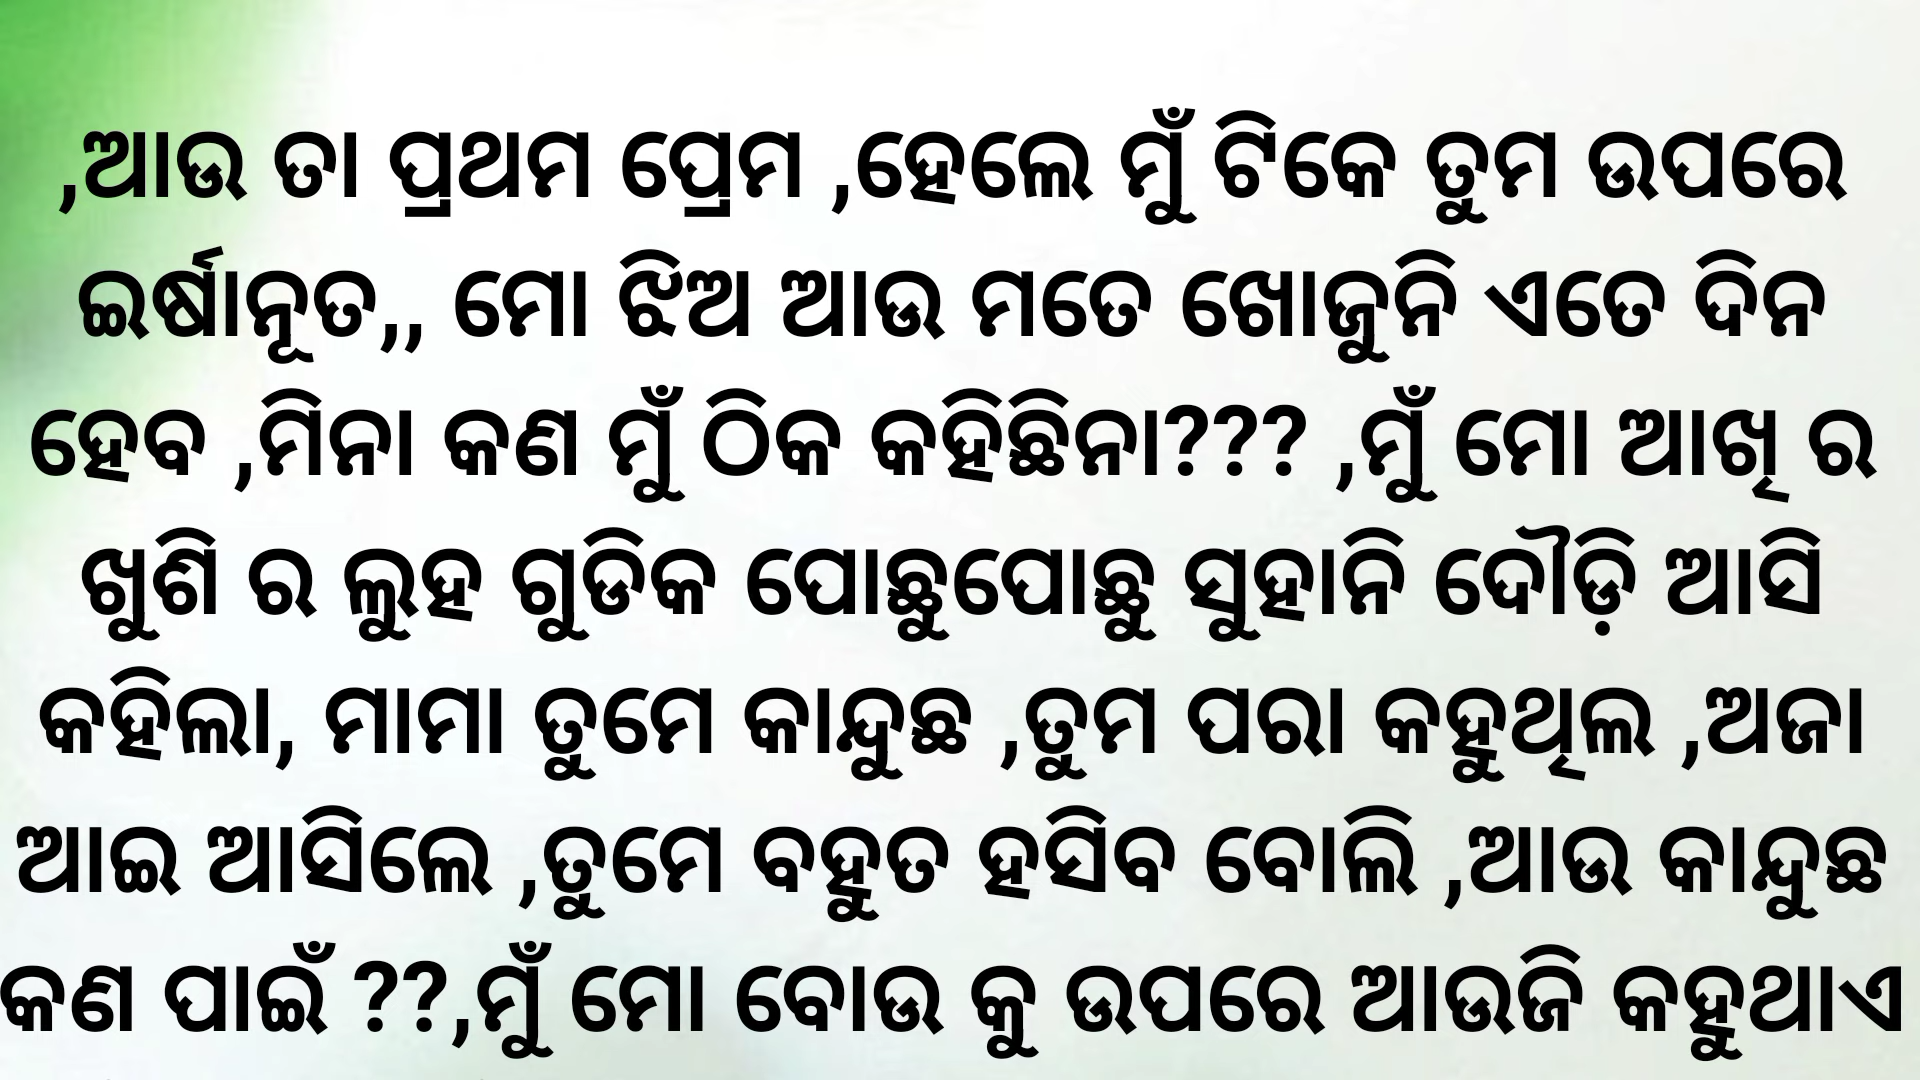 ,ଆଉ ତା ପ୍ରଥମ ପ୍ରେମ ,ହେଲେ ମୁଁ ଟିକେ ତୁମ ଉପରେ
ଇର୍ଷାନୂତ,, ମୋ ଝିଅ ଆଉ ମତେ ଖୋଜୁନି ଏତେ ଦିନ
ହେବ ,ମିନା କଣ ମୁଁ ଠିକ କହିଛିନା??? ,ମୁଁ ମୋ ଆଖି ର
ଖୁଶି ର ଲୁହ ଗୁଡିକ ପୋଛୁପୋଛୁ ସୁହାନି ଦୌଡ଼ି ଆସି
କହିଲା, ମାମା ତୁମେ କାନ୍ଦୁଛ ,ତୁମ ପରା କହୁଥିଲ ,ଅଜା
ଆଇ ଆସିଲେ ,ତୁମେ ବହୁତ ହସିବ ବୋଲି ,ଆଉ କାନ୍ଦୁଛ
କଣ ପାଇଁ ??,ମୁଁ ମୋ ବୋଉ କୁ ଉପରେ ଆଉଜି କହୁଥାଏ